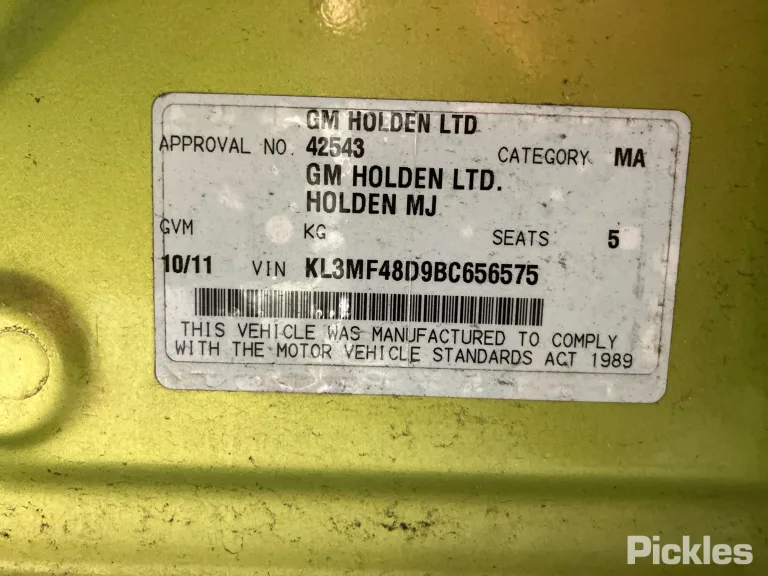 GM HOLDEN LTD
APPROVAL NO. 42543 CATEGORY MA
GM HOLDEN LTD.
HOLDEN MJ
GVM KG SEATS 5
10/11 VIN KL3MF48D9BC656575
THIS VEHICLE WAS MANUFACTURED TO COMPLY
WITH THE MOTOR VEHICLE STANDARDS ACT 1989
Pickles